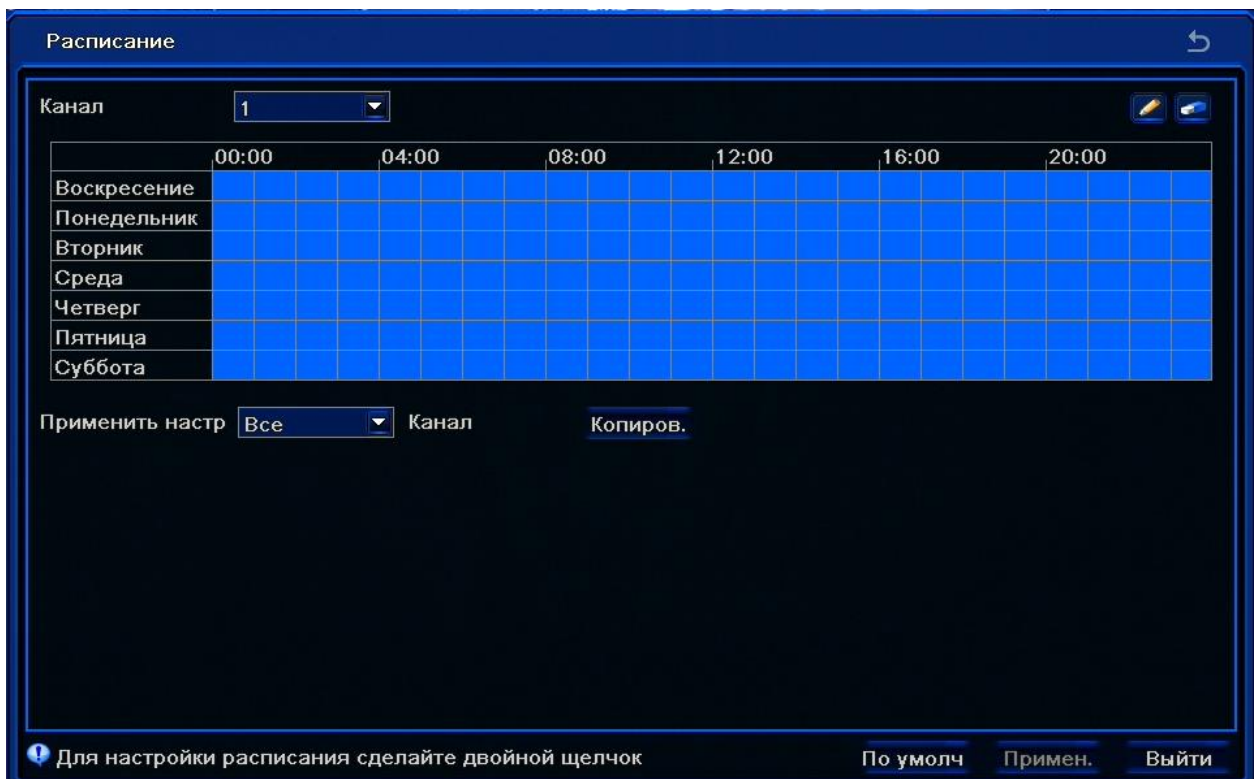 Расписание
Канал 1
00:00 04:00 08:00 12:00 16:00 20:00
Воскресение
Понедельник
Вторник
Среда
Четверг
Пятница
Суббота
Применить настр Все Канал Копиров.
Для настройки расписания сделайте двойной щелчок По умолч Примен. Выйти